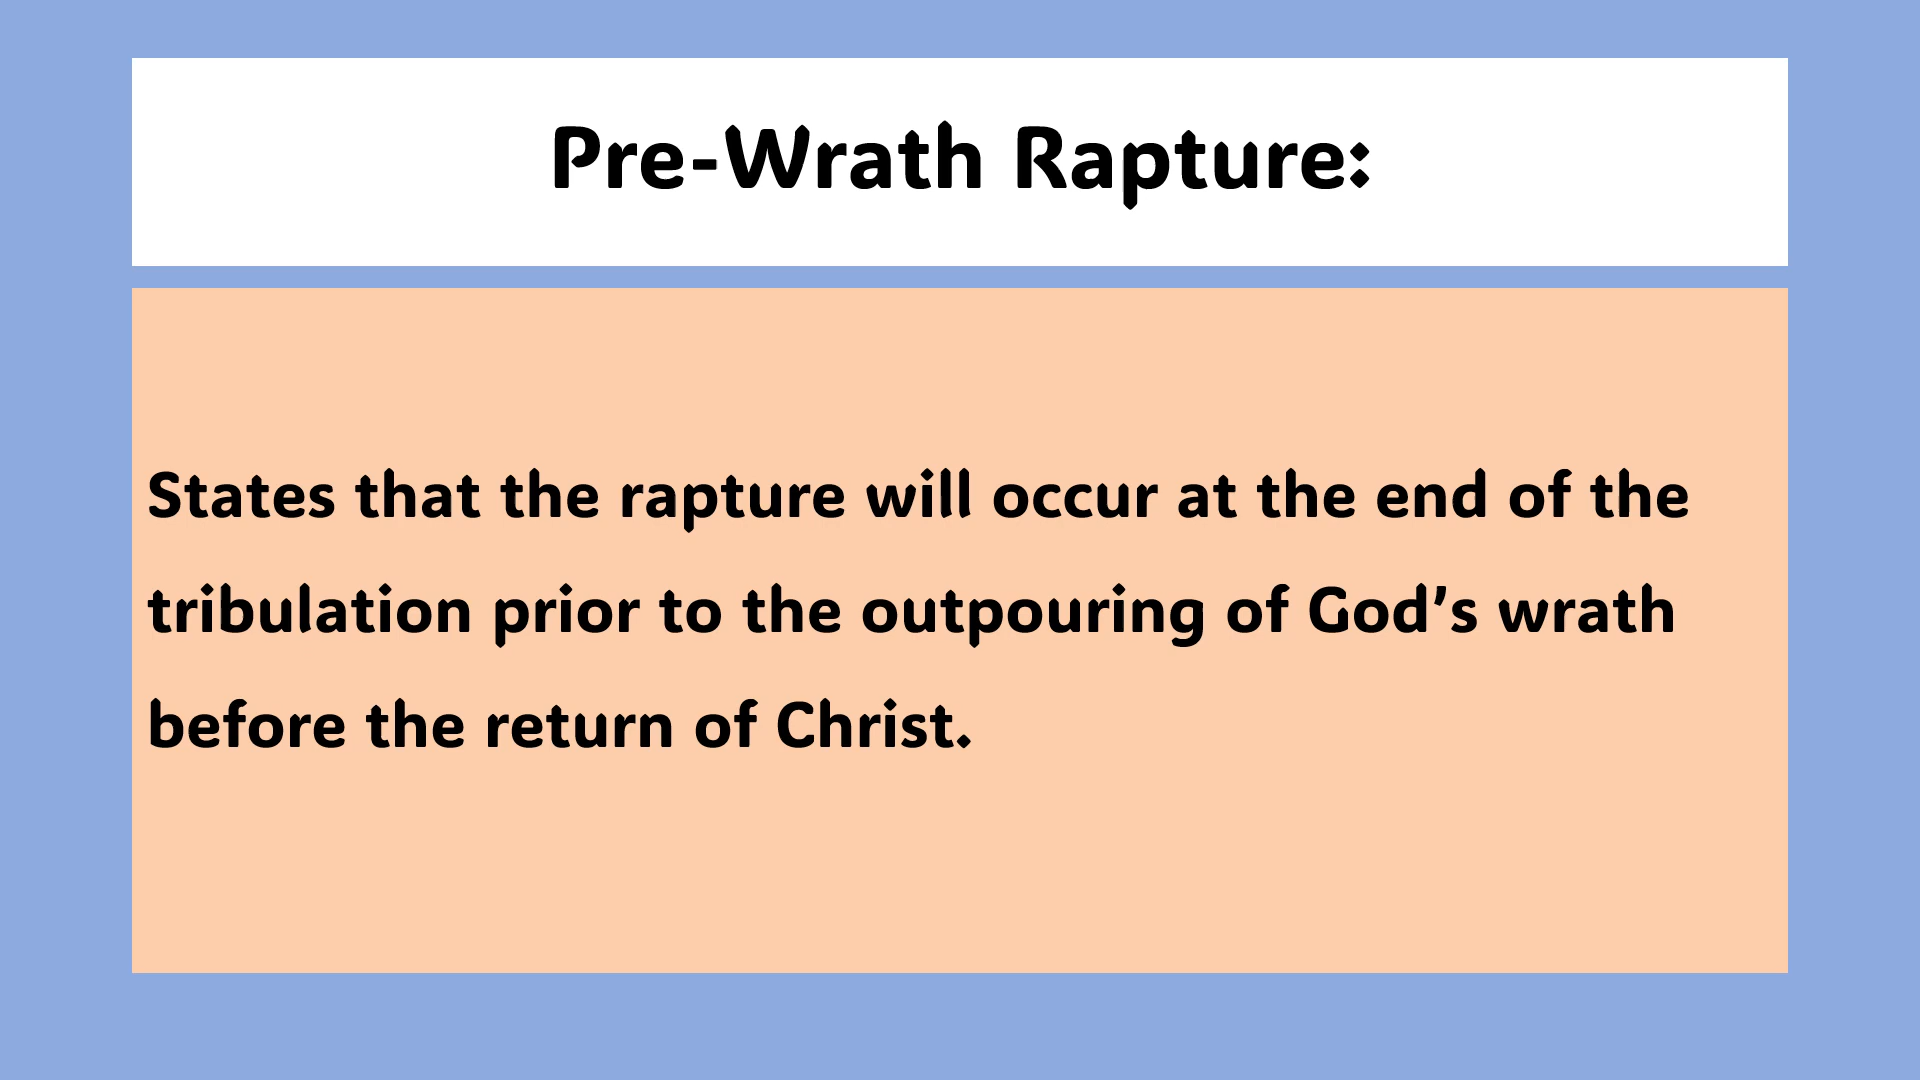 Pre-Wrath Rapture:
States that the rapture will occur at the end of the
tribulation prior to the outpouring of God’s wrath
before the return of Christ.